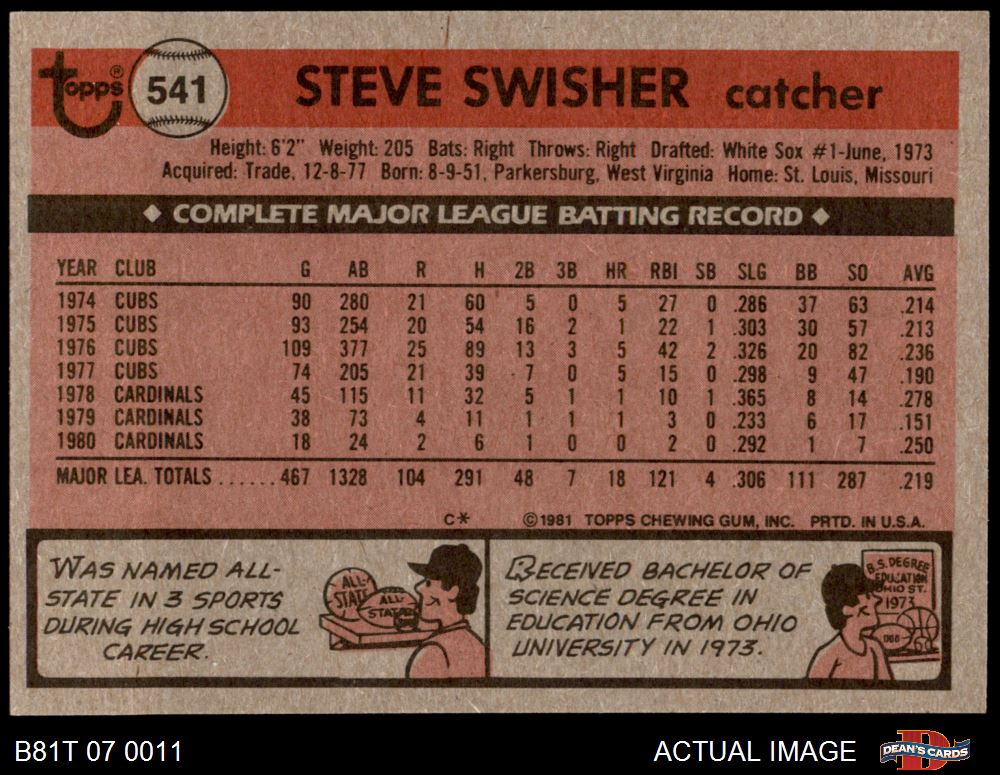 topps® 541 STEVE SWISHER catcher
Height: 6'2" Weight: 205 Bats: Right Throws: Right Drafted: White Sox #1-June, 1973
Acquired: Trade, 12-8-77 Born: 8-9-51, Parkersburg, West Virginia Home: St. Louis, Missouri
◆ COMPLETE MAJOR LEAGUE BATTING RECORD ◆
YEAR CLUB G AB R H 2B 3B HR RBI SB SLG BB SO AVG
1974 CUBS 90 280 21 60 5 0 5 27 0 .286 37 63 .214
1975 CUBS 93 254 20 54 16 2 1 22 1 .303 30 57 .213
1976 CUBS 109 377 25 89 13 3 5 42 2 .326 20 82 .236
1977 CUBS 74 205 21 39 7 0 5 15 0 .298 9 47 .190
1978 CARDINALS 45 115 11 32 5 1 1 10 1 .365 8 14 .278
1979 CARDINALS 38 73 4 11 1 1 1 3 0 .233 6 17 .151
1980 CARDINALS 18 24 2 6 1 0 0 2 0 .292 1 7 .250
MAJOR LEA. TOTALS ...... 467 1328 104 291 48 7 18 121 4 .306 111 287 .219
C* ©1981 TOPPS CHEWING GUM, INC. PRTD. IN U.S.A.
WAS NAMED ALL-
STATE IN 3 SPORTS
DURING HIGH SCHOOL
CAREER.
ALL-
STATE
ALL
STATE
RECEIVED BACHELOR OF
SCIENCE DEGREE IN
EDUCATION FROM OHIO
UNIVERSITY IN 1973.
B.S. DEGREE
EDUCATION
OHIO ST.
1973
B81T 07 0011 ACTUAL IMAGE DEAN'S CARDS